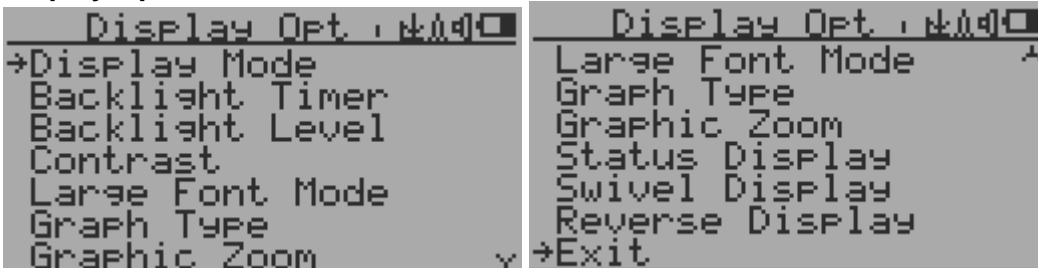 Display Opt
→Display Mode
Backlight Timer
Backlight Level
Contrast
Large Font Mode
Graph Type
Graphic Zoom
Display Opt
Large Font Mode
Graph Type
Graphic Zoom
Status Display
Swivel Display
Reverse Display
→Exit